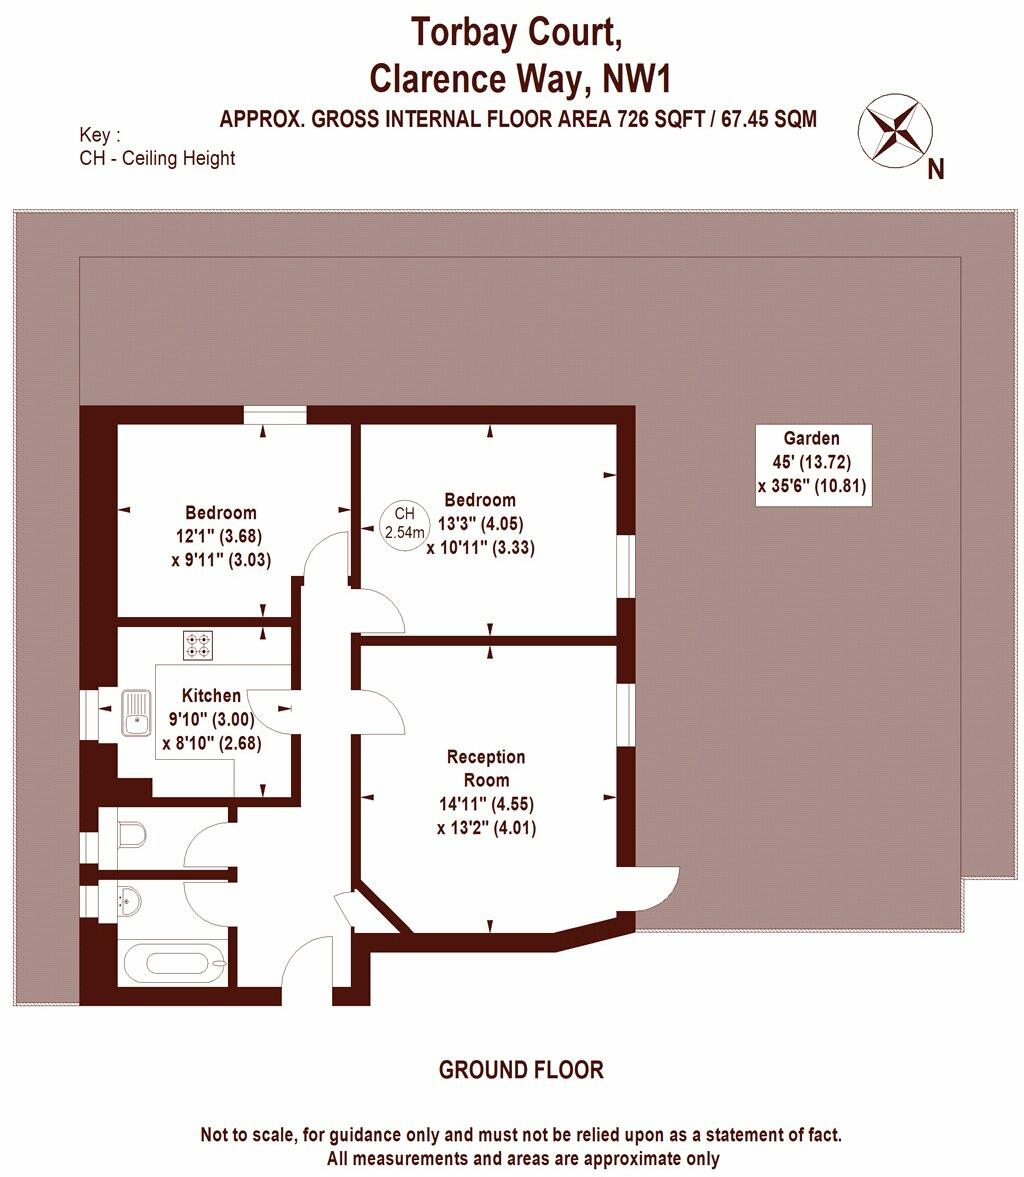 Torbay Court,
Clarence Way, NW1
APPROX. GROSS INTERNAL FLOOR AREA 726 SQFT / 67.45 SQM
Key :
CH - Ceiling Height
N
Garden
45' (13.72)
x 35'6" (10.81)
Bedroom
12'1" (3.68)
x 9'11" (3.03)
CH
2.54m
Bedroom
13'3" (4.05)
x 10'11" (3.33)
Kitchen
9'10" (3.00)
x 8'10" (2.68)
Reception
Room
14'11" (4.55)
x 13'2" (4.01)
GROUND FLOOR
Not to scale, for guidance only and must not be relied upon as a statement of fact.
All measurements and areas are approximate only